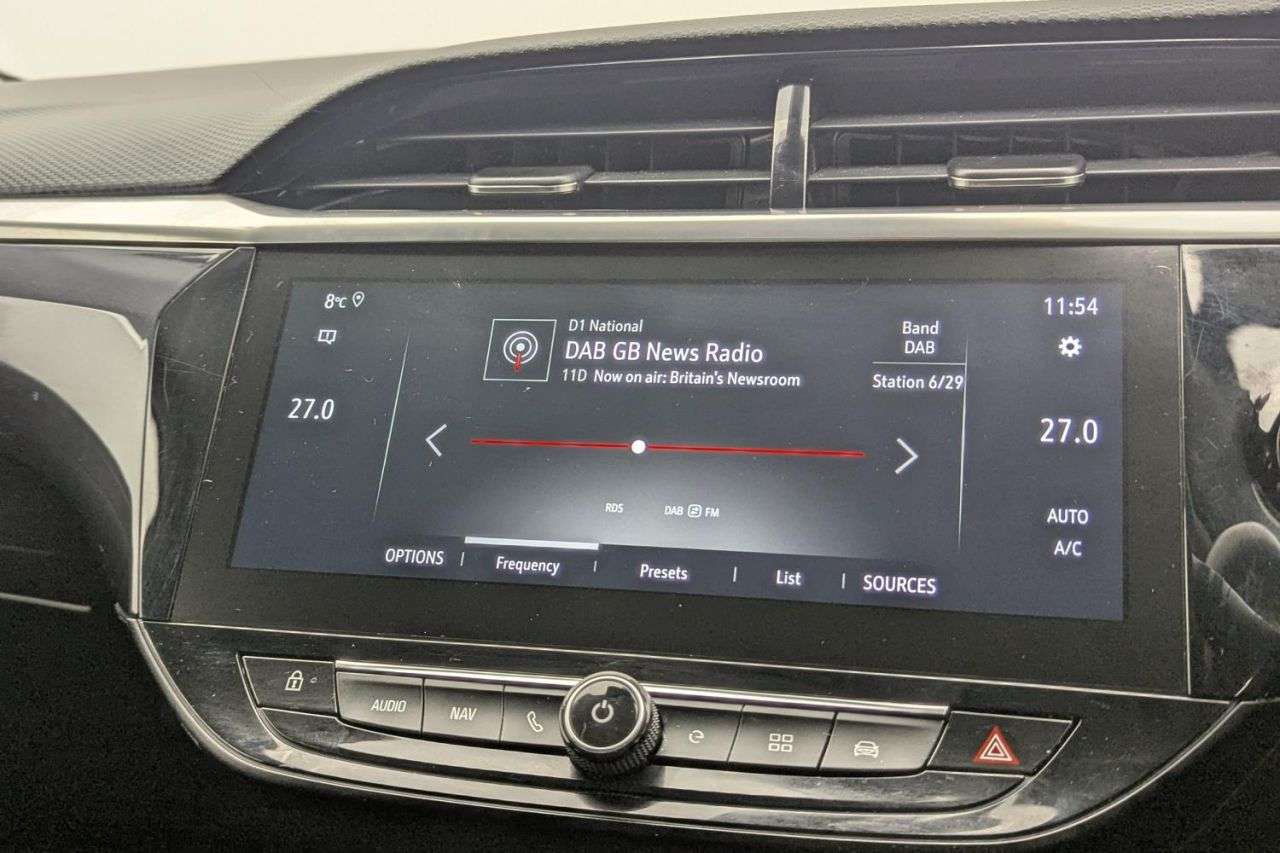 8°C
11:54
D1 National
DAB GB News Radio
11D Now on air: Britain's Newsroom
Band
DAB
Station 6/29
27.0
27.0
RDS
DAB FM
AUTO
A/C
OPTIONS
Frequency
Presets
List
SOURCES
AUDIO
NAV